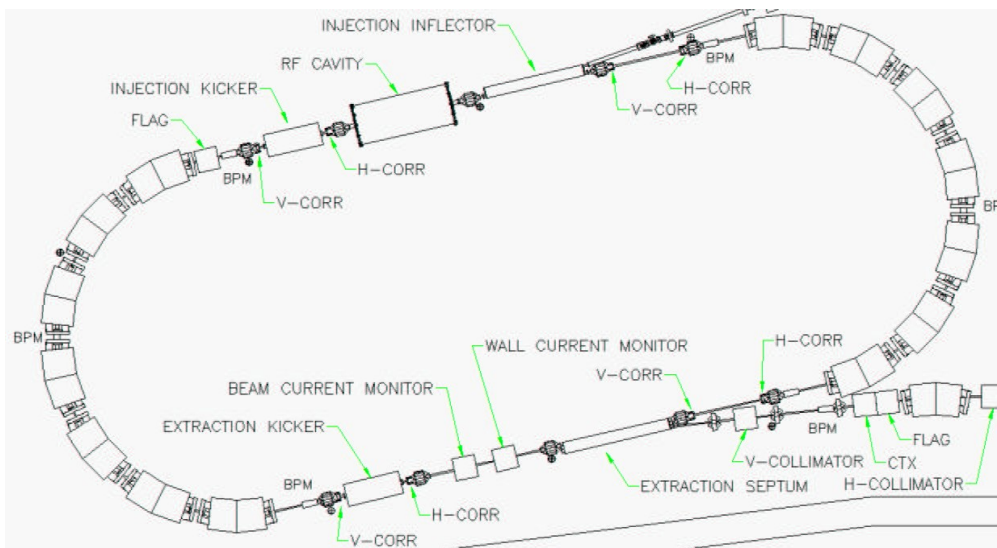 INJECTION INFLECTOR
RF CAVITY
BPM
H-CORR
INJECTION KICKER
V-CORR
FLAG
H-CORR
BPM
V-CORR
BPM
BPM
H-CORR
WALL CURRENT MONITOR
V-CORR
BEAM CURRENT MONITOR
EXTRACTION KICKER
BPM
FLAG
V-COLLIMATOR
CTX
BPM
EXTRACTION SEPTUM
H-COLLIMATOR
H-CORR
V-CORR